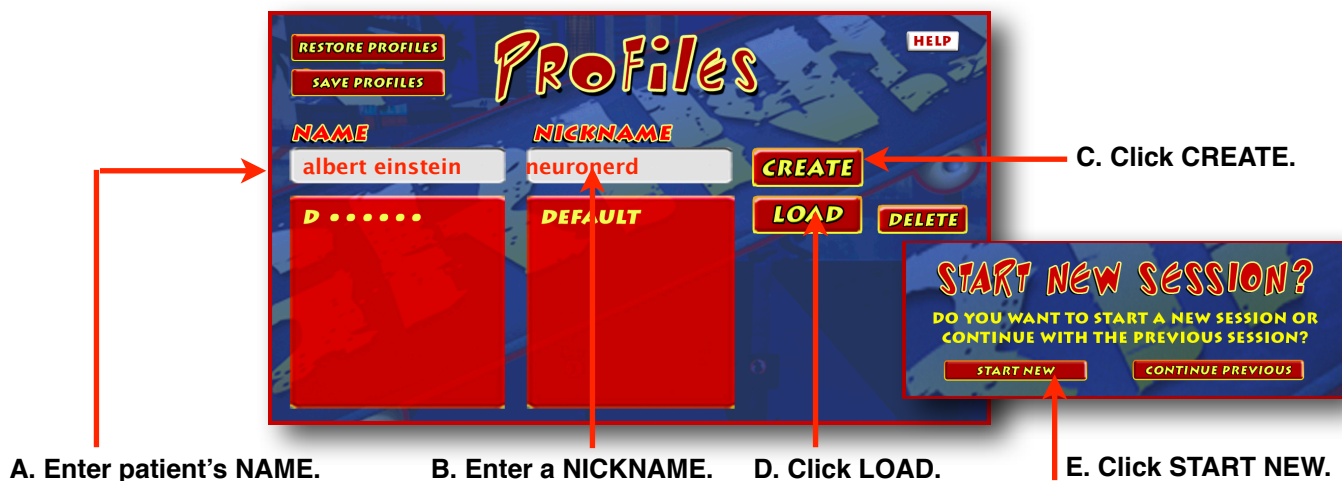 RESTORE PROFILES
SAVE PROFILES
PROFiles
HELP
NAME
NICKNAME
albert einstein
neuronerd
CREATE
C. Click CREATE.
D ••••••
DEFAULT
LOAD
DELETE
START NEW SESSION?
DO YOU WANT TO START A NEW SESSION OR
CONTINUE WITH THE PREVIOUS SESSION?
START NEW
CONTINUE PREVIOUS
A. Enter patient's NAME.
B. Enter a NICKNAME.
D. Click LOAD.
E. Click START NEW.